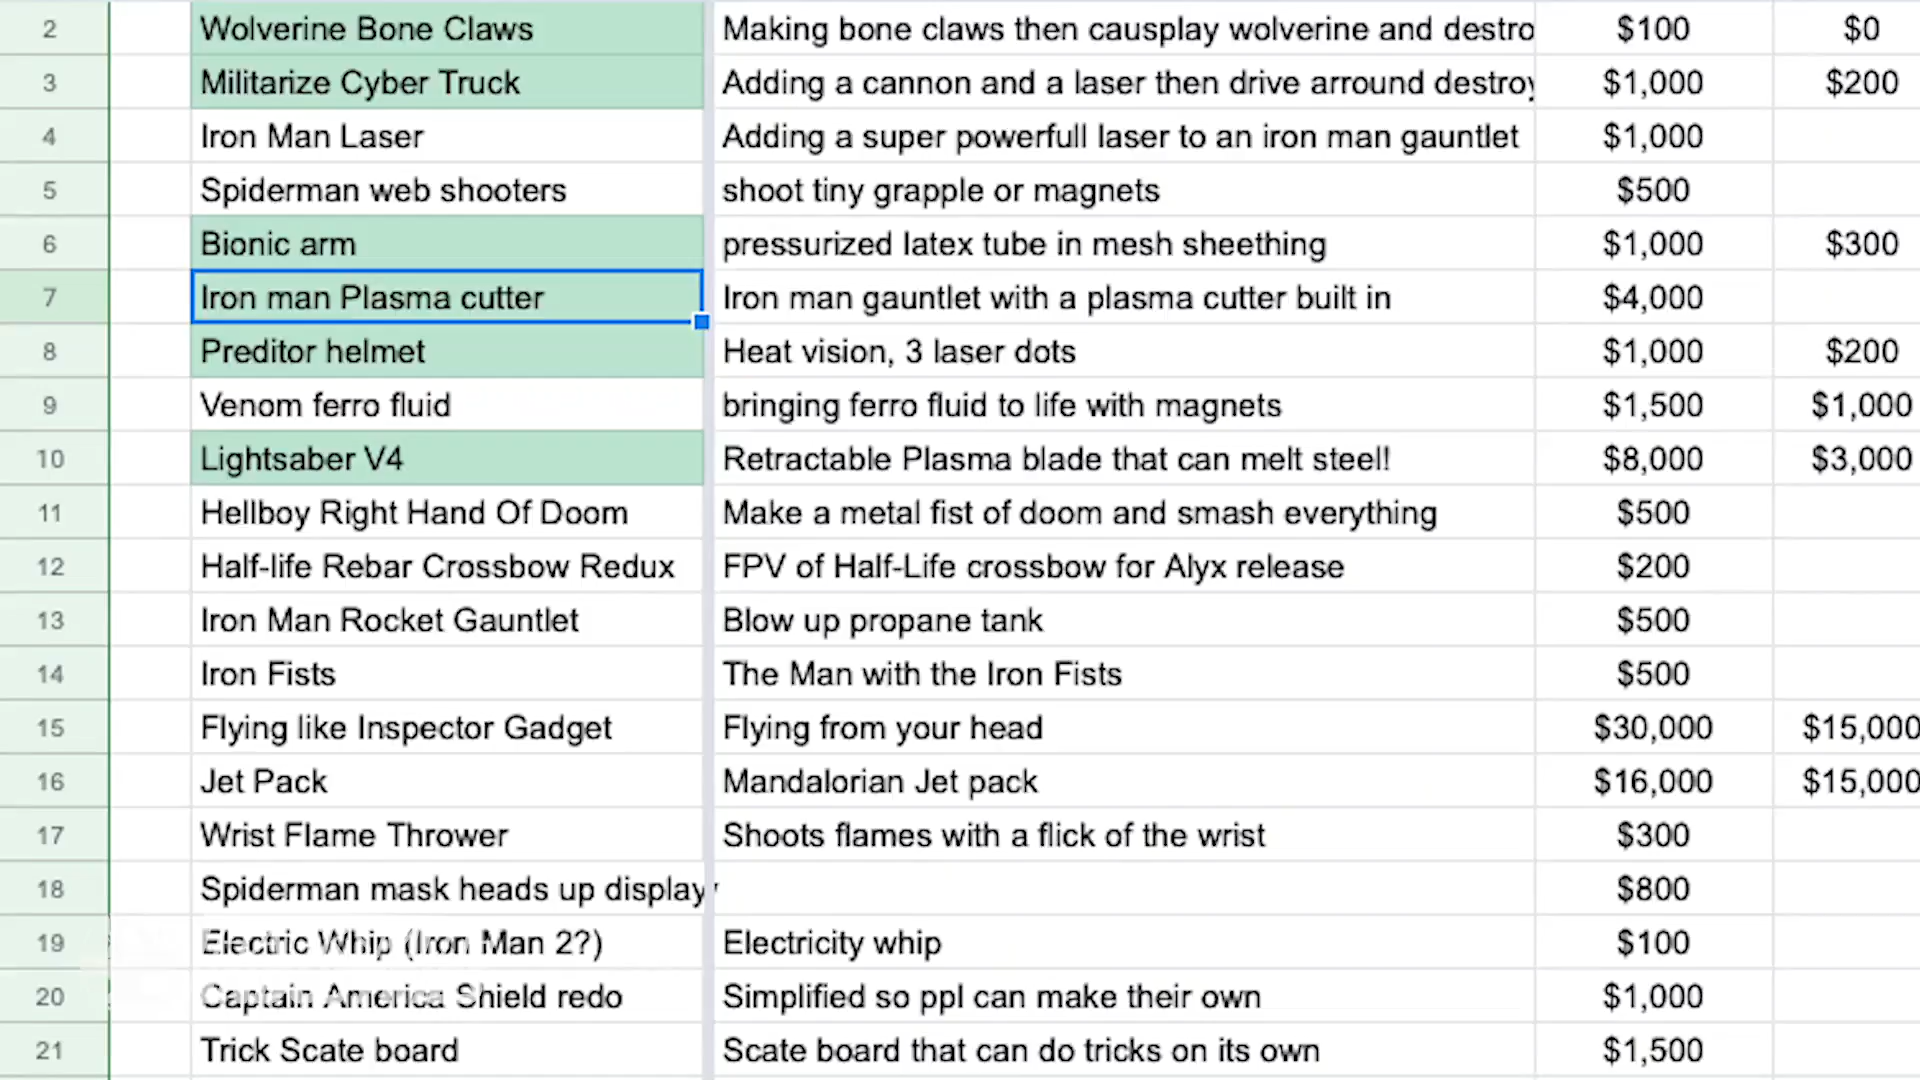 2 Wolverine Bone Claws Making bone claws then causplay wolverine and destro $100 $0
3 Militarize Cyber Truck Adding a cannon and a laser then drive arround destroy $1,000 $200
4 Iron Man Laser Adding a super powerfull laser to an iron man gauntlet $1,000
5 Spiderman web shooters shoot tiny grapple or magnets $500
6 Bionic arm pressurized latex tube in mesh sheething $1,000 $300
7 Iron man Plasma cutter Iron man gauntlet with a plasma cutter built in $4,000
8 Preditor helmet Heat vision, 3 laser dots $1,000 $200
9 Venom ferro fluid bringing ferro fluid to life with magnets $1,500 $1,000
10 Lightsaber V4 Retractable Plasma blade that can melt steel! $8,000 $3,000
11 Hellboy Right Hand Of Doom Make a metal fist of doom and smash everything $500
12 Half-life Rebar Crossbow Redux FPV of Half-Life crossbow for Alyx release $200
13 Iron Man Rocket Gauntlet Blow up propane tank $500
14 Iron Fists The Man with the Iron Fists $500
15 Flying like Inspector Gadget Flying from your head $30,000 $15,000
16 Jet Pack Mandalorian Jet pack $16,000 $15,000
17 Wrist Flame Thrower Shoots flames with a flick of the wrist $300
18 Spiderman mask heads up display $800
19 Electric Whip (Iron Man 2?) Electricity whip $100
20 Captain America Shield redo Simplified so ppl can make their own $1,000
21 Trick Scate board Scate board that can do tricks on its own $1,500